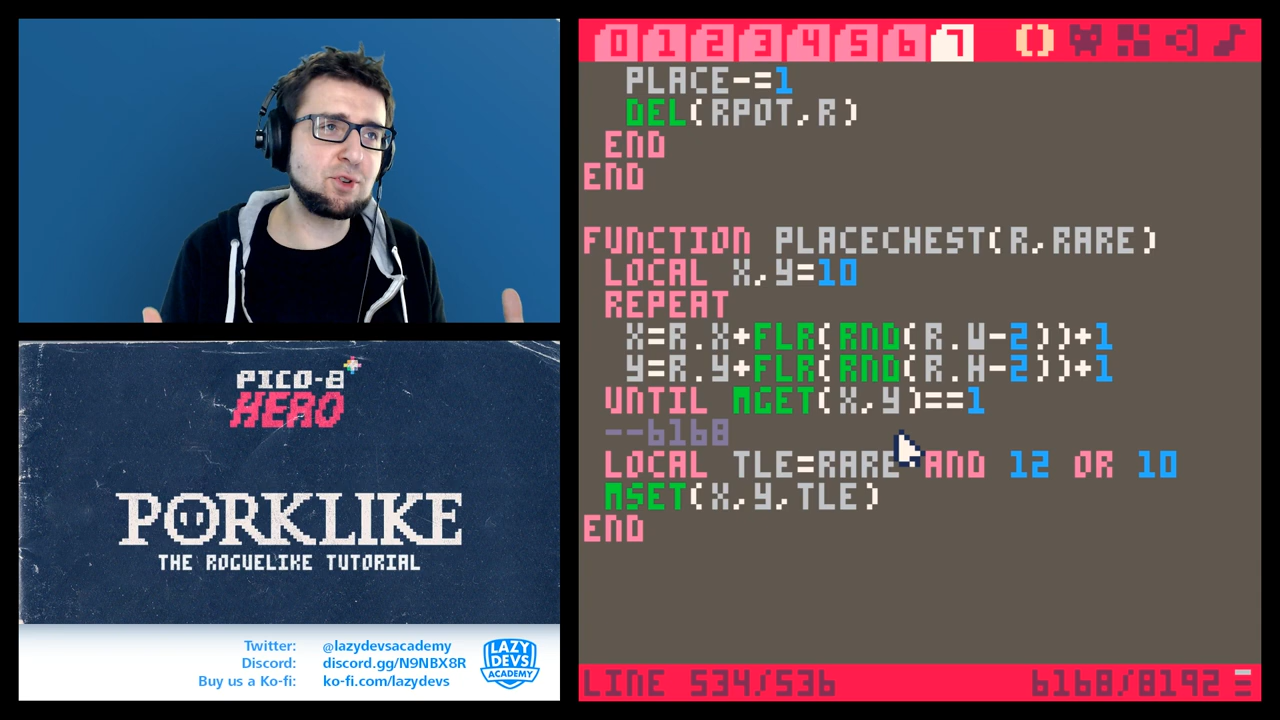 0 1 2 3 4 5 6 7
PLACE-=1
DEL(RPOT,R)
END
END
FUNCTION PLACECHEST(R,RARE)
LOCAL X,Y=10
REPEAT
X=R.X+FLR(RND(R.W-2))+1
Y=R.Y+FLR(RND(R.H-2))+1
UNTIL MGET(X,Y)==1
--6168
LOCAL TLE=RARE AND 12 OR 10
MSET(X,Y,TLE)
END
LINE 534/536 6168/8192
PICO-8
HERO
PORKLIKE
THE ROGUELIKE TUTORIAL
Twitter: @lazydevsacademy
Discord: discord.gg/N9NBX8R
Buy us a Ko-fi: ko-fi.com/lazydevs
LAZY
DEVS
ACADEMY